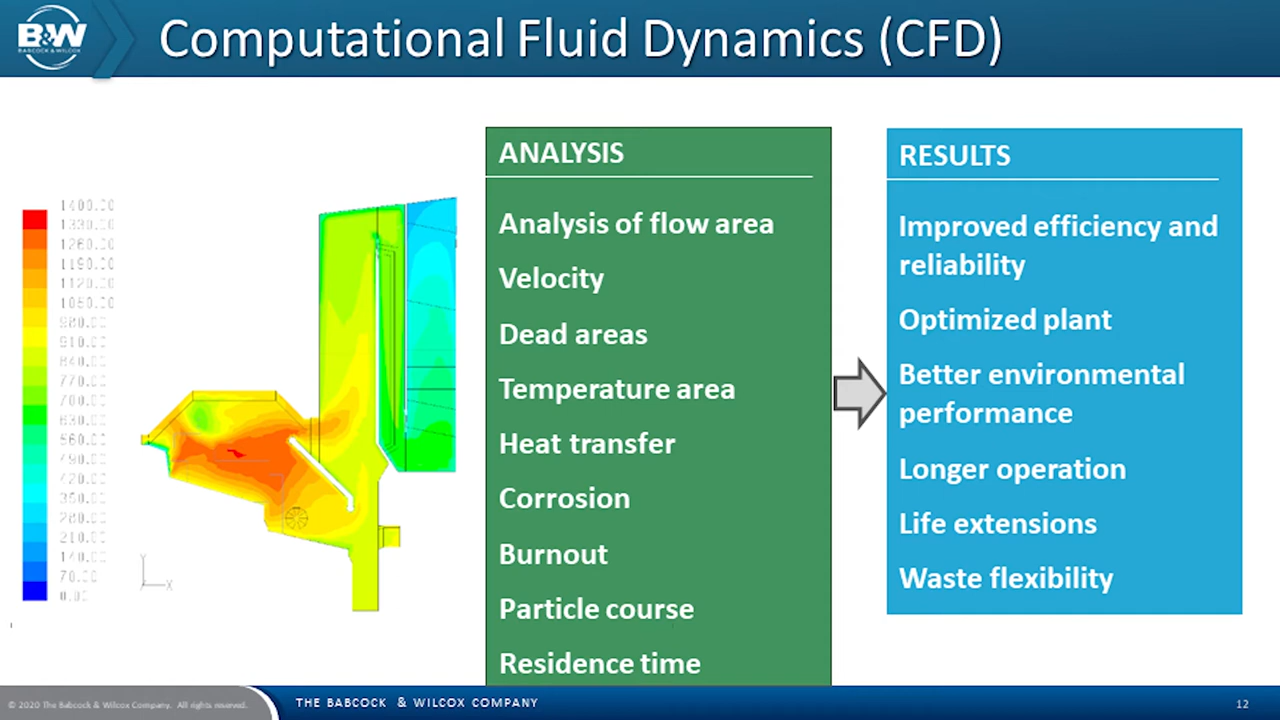 B&W
BABCOCK & WILCOX
Computational Fluid Dynamics (CFD)
1400.00
1330.00
1260.00
1190.00
1120.00
1050.00
980.00
910.00
840.00
770.00
700.00
630.00
560.00
490.00
420.00
350.00
280.00
210.00
140.00
70.00
0.00
Y
X
ANALYSIS
Analysis of flow area
Velocity
Dead areas
Temperature area
Heat transfer
Corrosion
Burnout
Particle course
Residence time
RESULTS
Improved efficiency and
reliability
Optimized plant
Better environmental
performance
Longer operation
Life extensions
Waste flexibility
© 2020 The Babcock & Wilcox Company. All rights reserved.
THE BABCOCK & WILCOX COMPANY
12